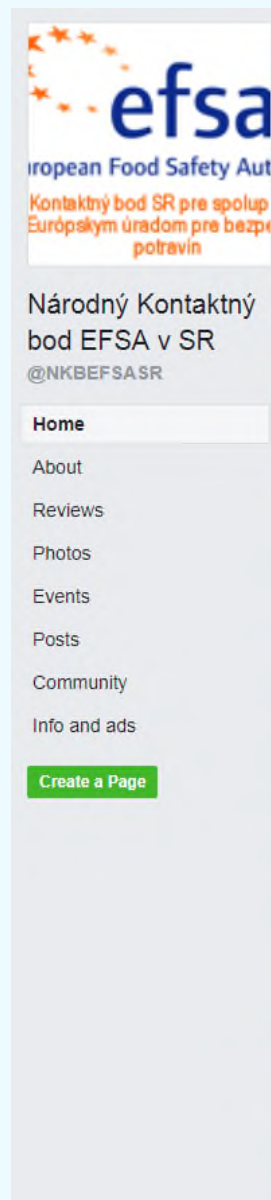 efsa
uropean Food Safety Aut
Kontaktný bod SR pre spolup
Európskym úradom pre bezpe
potravín
Národný Kontaktný
bod EFSA v SR
@NKBEFSASR
Home
About
Reviews
Photos
Events
Posts
Community
Info and ads
Create a Page